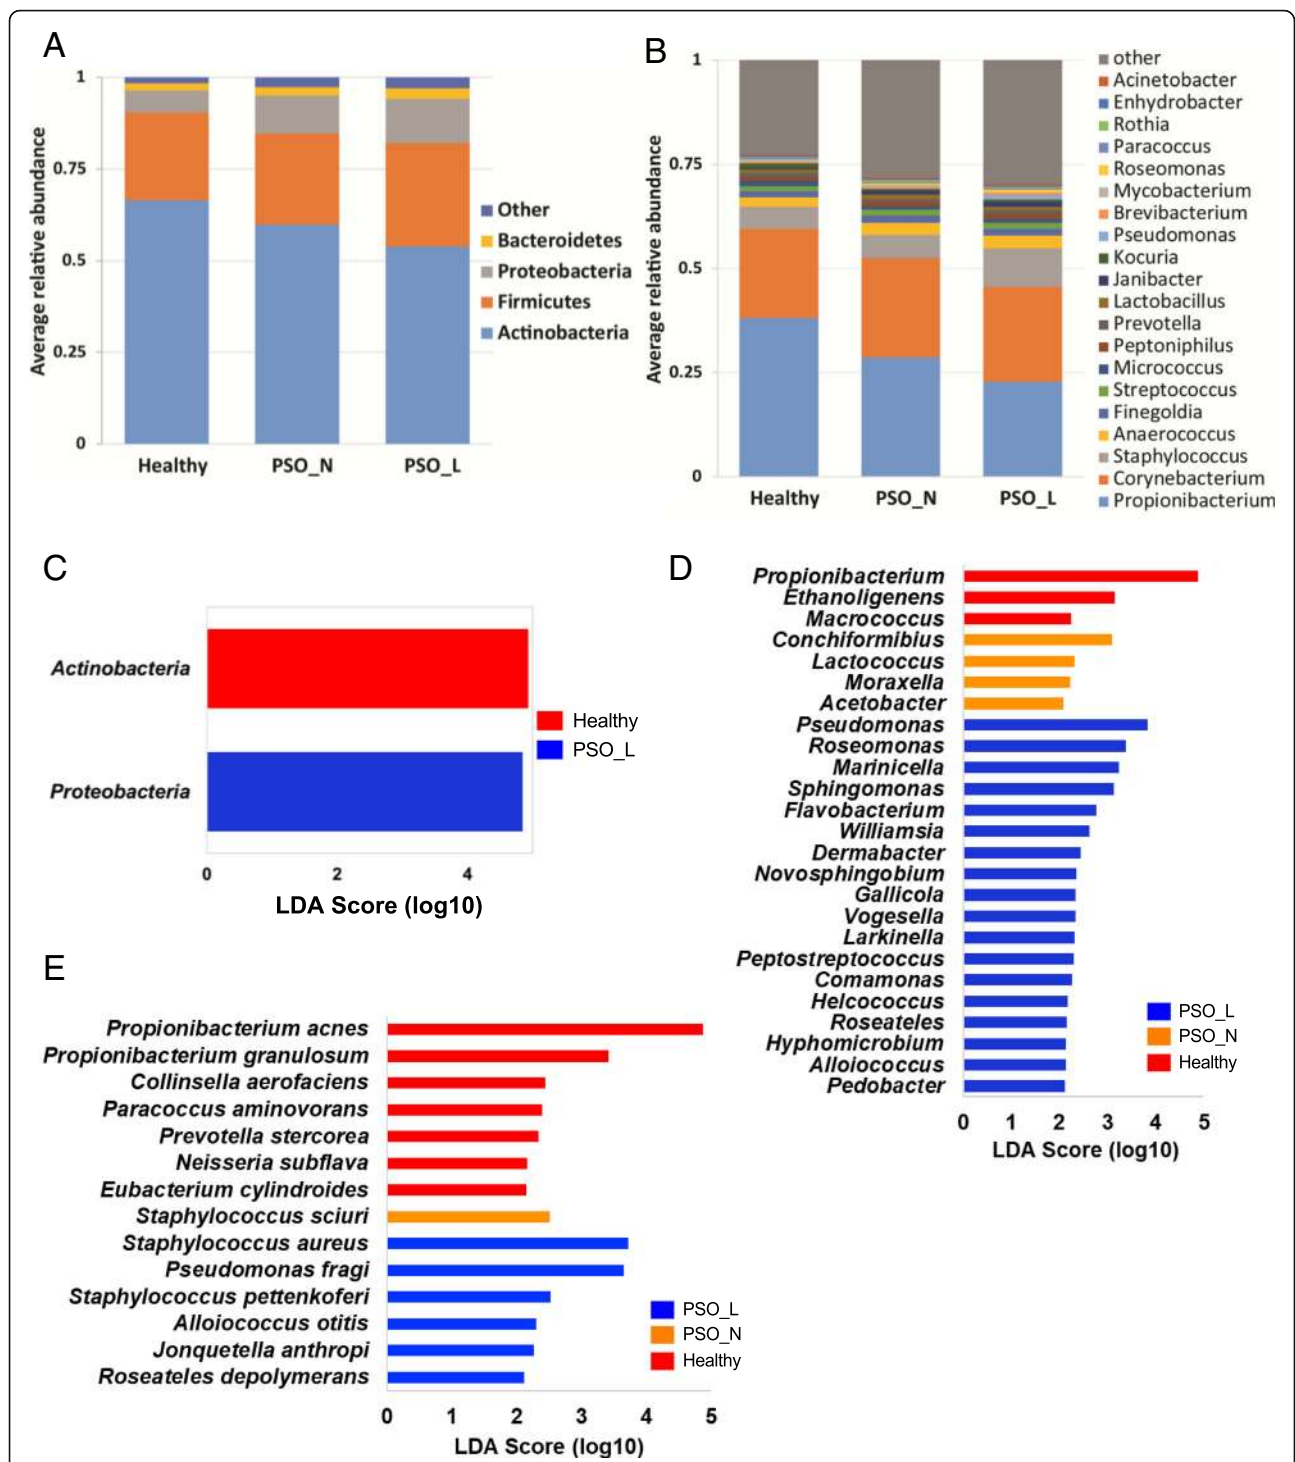 A
1
0.75
0.5
0.25
0
Average relative abundance
Healthy
PSO_N
PSO_L
Other
Bacteroidetes
Proteobacteria
Firmicutes
Actinobacteria
B
1
0.75
0.5
0.25
0
Average relative abundance
Healthy
PSO_N
PSO_L
other
Acinetobacter
Enhydrobacter
Rothia
Paracoccus
Roseomonas
Mycobacterium
Brevibacterium
Pseudomonas
Kocuria
Janibacter
Lactobacillus
Prevotella
Peptoniphilus
Micrococcus
Streptococcus
Finegoldia
Anaerococcus
Staphylococcus
Corynebacterium
Propionibacterium
C
Actinobacteria
Proteobacteria
0 2 4
LDA Score (log10)
Healthy
PSO_L
D
Propionibacterium
Ethanoligenens
Macrococcus
Conchiformibius
Lactococcus
Moraxella
Acetobacter
Pseudomonas
Roseomonas
Marinicella
Sphingomonas
Flavobacterium
Williamsia
Dermabacter
Novosphingobium
Gallicola
Vogesella
Larkinella
Peptostreptococcus
Comamonas
Helcococcus
Roseateles
Hyphomicrobium
Alloiococcus
Pedobacter
0 1 2 3 4 5
LDA Score (log10)
PSO_L
PSO_N
Healthy
E
Propionibacterium acnes
Propionibacterium granulosum
Collinsella aerofaciens
Paracoccus aminovorans
Prevotella stercorea
Neisseria subflava
Eubacterium cylindroides
Staphylococcus sciuri
Staphylococcus aureus
Pseudomonas fragi
Staphylococcus pettenkoferi
Alloiococcus otitis
Jonquetella anthropi
Roseateles depolymerans
0 1 2 3 4 5
LDA Score (log10)
PSO_L
PSO_N
Healthy